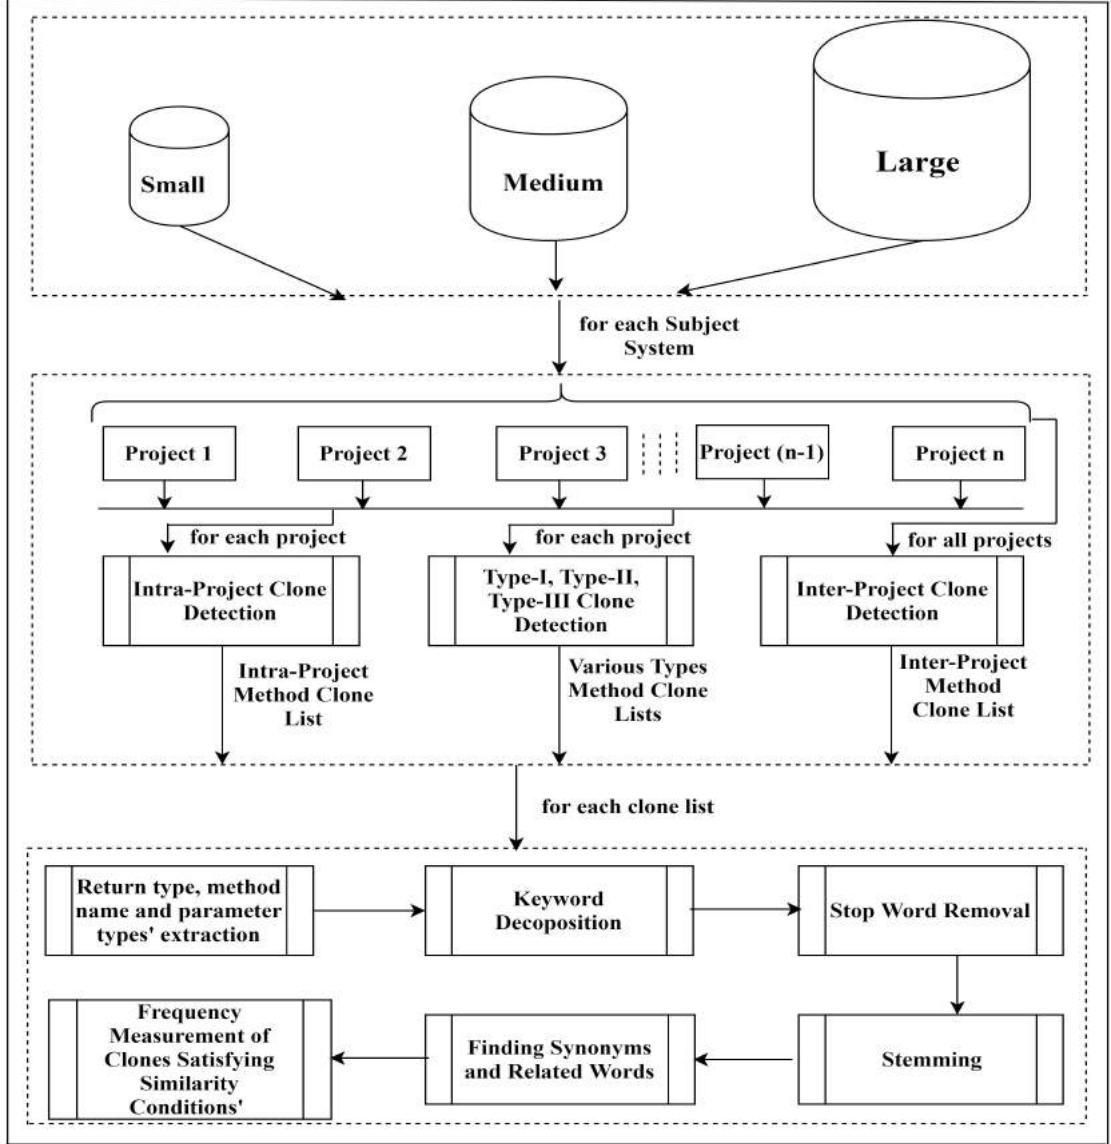 Small
Medium
Large
for each Subject
System
Project 1
Project 2
Project 3
Project (n-1)
Project n
for each project
for each project
for all projects
Intra-Project Clone
Detection
Type-I, Type-II,
Type-III Clone
Detection
Inter-Project Clone
Detection
Intra-Project
Method Clone
List
Various Types
Method Clone
Lists
Inter-Project
Method
Clone List
for each clone list
Return type, method
name and parameter
types' extraction
Keyword
Decoposition
Stop Word Removal
Stemming
Finding Synonyms
and Related Words
Frequency
Measurement of
Clones Satisfying
Similarity
Conditions'